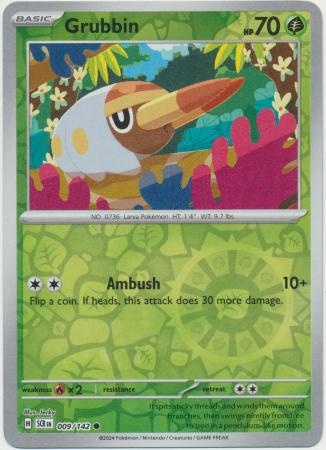 BASIC
Grubbin
HP 70
NO. 0736 Larva Pokémon HT: 1'4" WT: 9.7 lbs.
Ambush 10+
Flip a coin. If heads, this attack does 30 more damage.
weakness ×2 resistance retreat
Illus. Jerky
H SCR EN 009/142
It spits sticky threads and winds them around
branches, then swings nimbly from tree
to tree in a pendulum-like motion.
©2024 Pokémon / Nintendo / Creatures / GAME FREAK